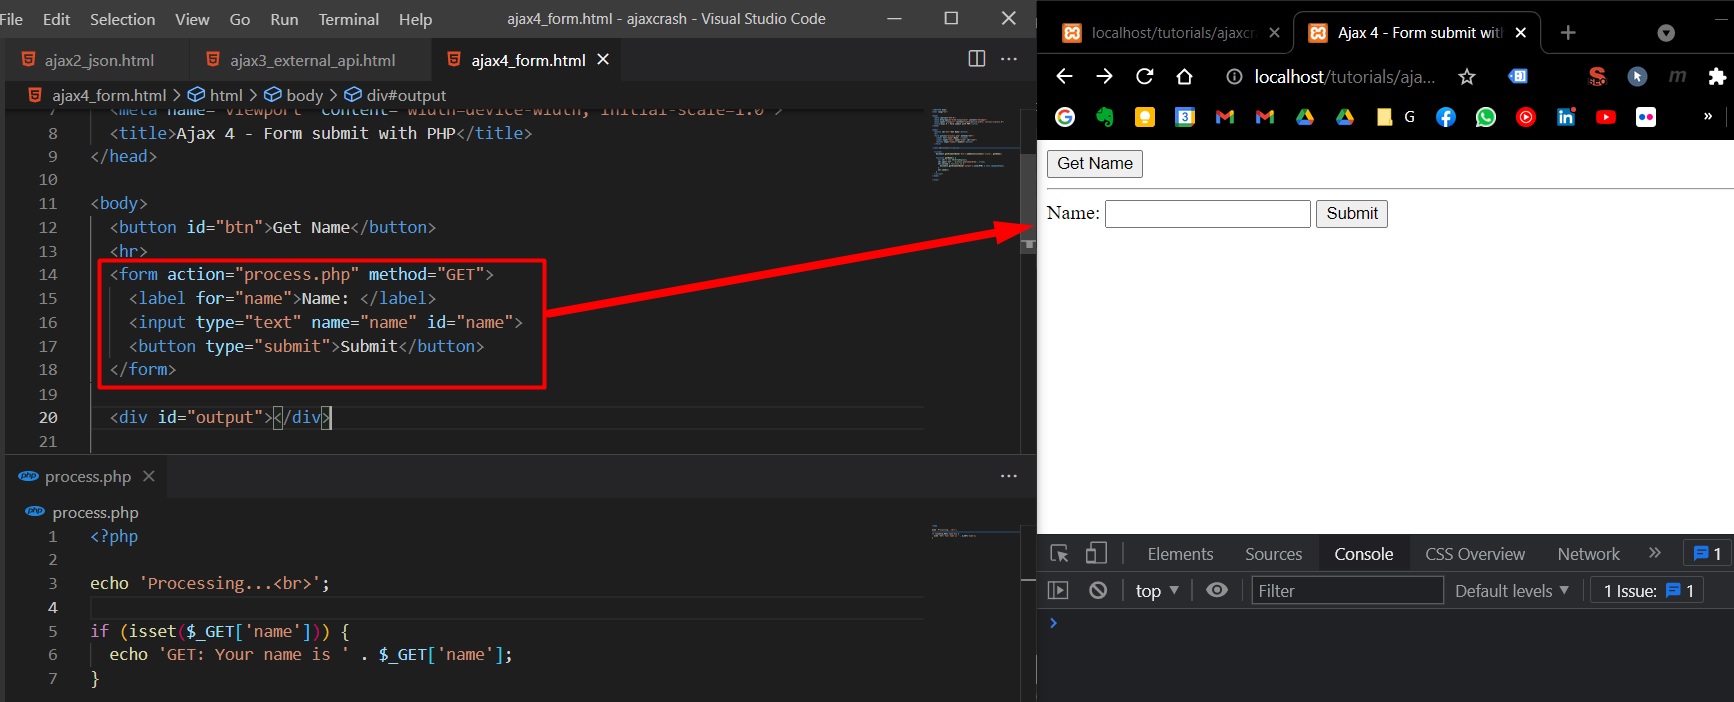 File Edit Selection View Go Run Terminal Help ajax4_form.html - ajaxcrash - Visual Studio Code
ajax2_json.html ajax3_external_api.html ajax4_form.html
ajax4_form.html > html > body > div#output
7 <meta name="viewport" content="width=device-width, initial-scale=1.0">
8 <title>Ajax 4 - Form submit with PHP</title>
9 </head>
10
11 <body>
12 <button id="btn">Get Name</button>
13 <hr>
14 <form action="process.php" method="GET">
15 <label for="name">Name: </label>
16 <input type="text" name="name" id="name">
17 <button type="submit">Submit</button>
18 </form>
19
20 <div id="output"></div>
21
php process.php
php process.php
1 <?php
2
3 echo 'Processing...<br>';
4
5 if (isset($_GET['name'])) {
6 echo 'GET: Your name is ' . $_GET['name'];
7 }
localhost/tutorials/ajaxcr Ajax 4 - Form submit wit
localhost/tutorials/aja... SEO m
G 3 G »
Get Name
Name: Submit
Elements Sources Console CSS Overview Network » 1
top Filter Default levels 1 Issue: 1